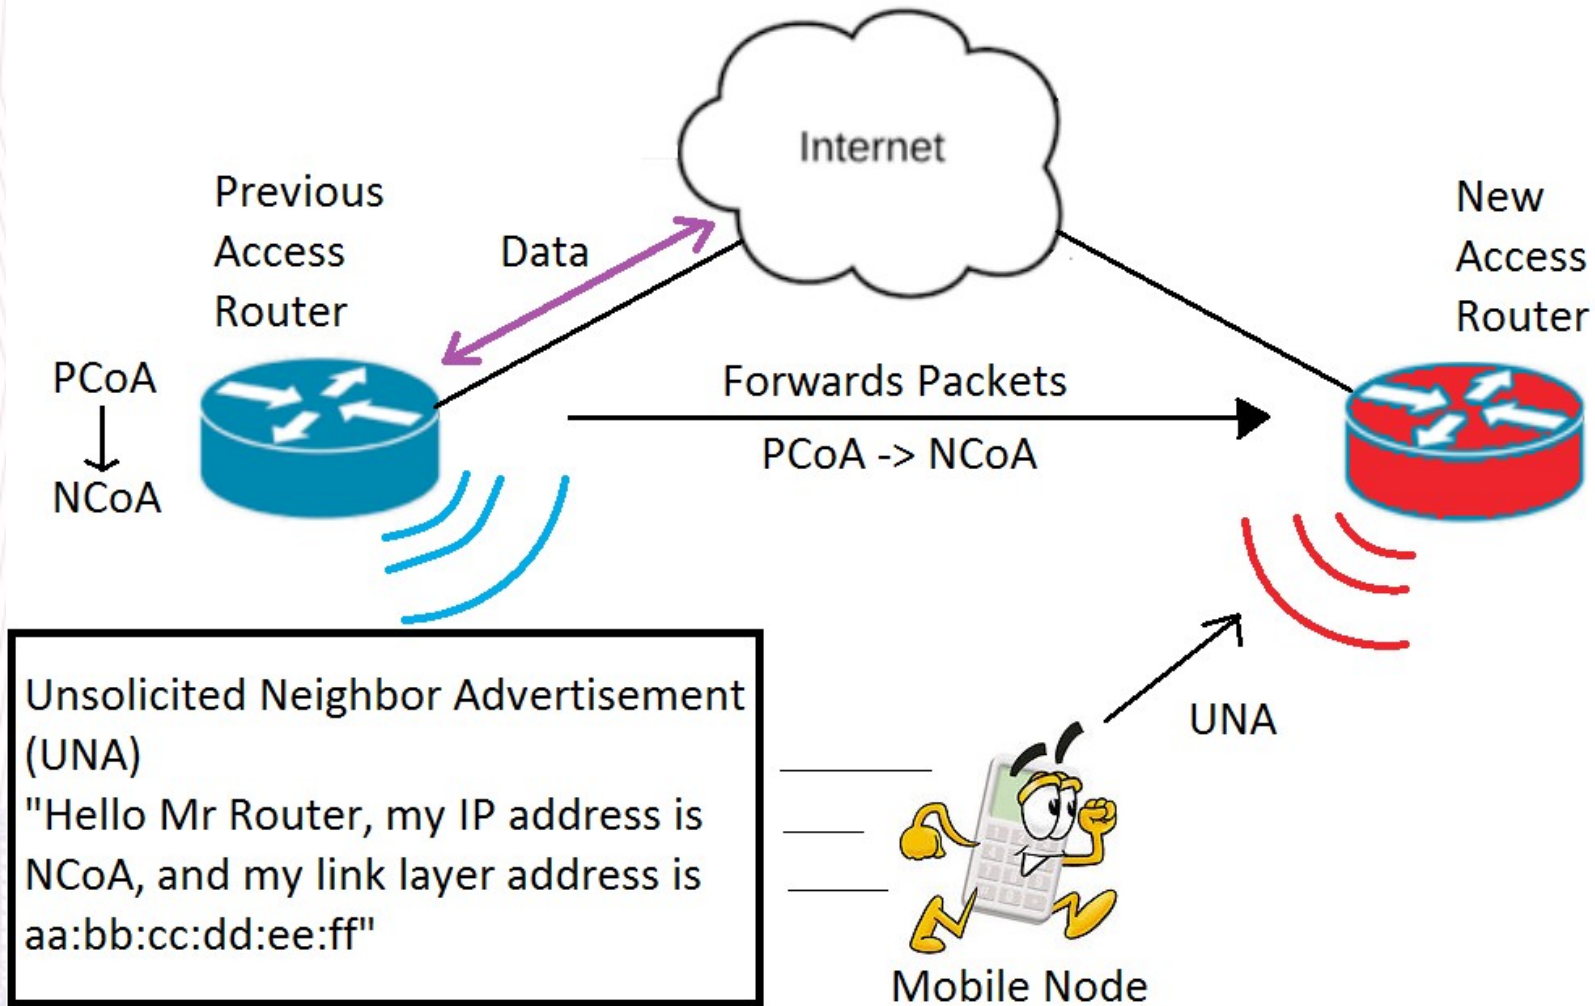 Internet
Previous
Access
Router
Data
New
Access
Router
PCoA
NCoA
Forwards Packets
PCoA -> NCoA
Unsolicited Neighbor Advertisement
(UNA)
"Hello Mr Router, my IP address is
NCoA, and my link layer address is
aa:bb:cc:dd:ee:ff"
UNA
Mobile Node